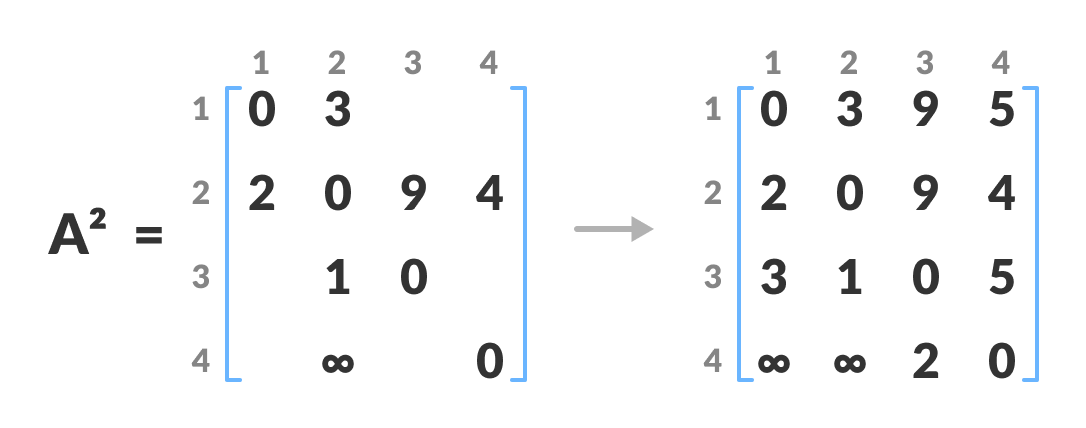 1 2 3 4 1 2 3 4
1 0 3 1 0 3 9 5
2 2 0 9 4 2 2 0 9 4
A² =
3 1 0 3 3 1 0 5
4 ∞ 0 4 ∞ ∞ 2 0